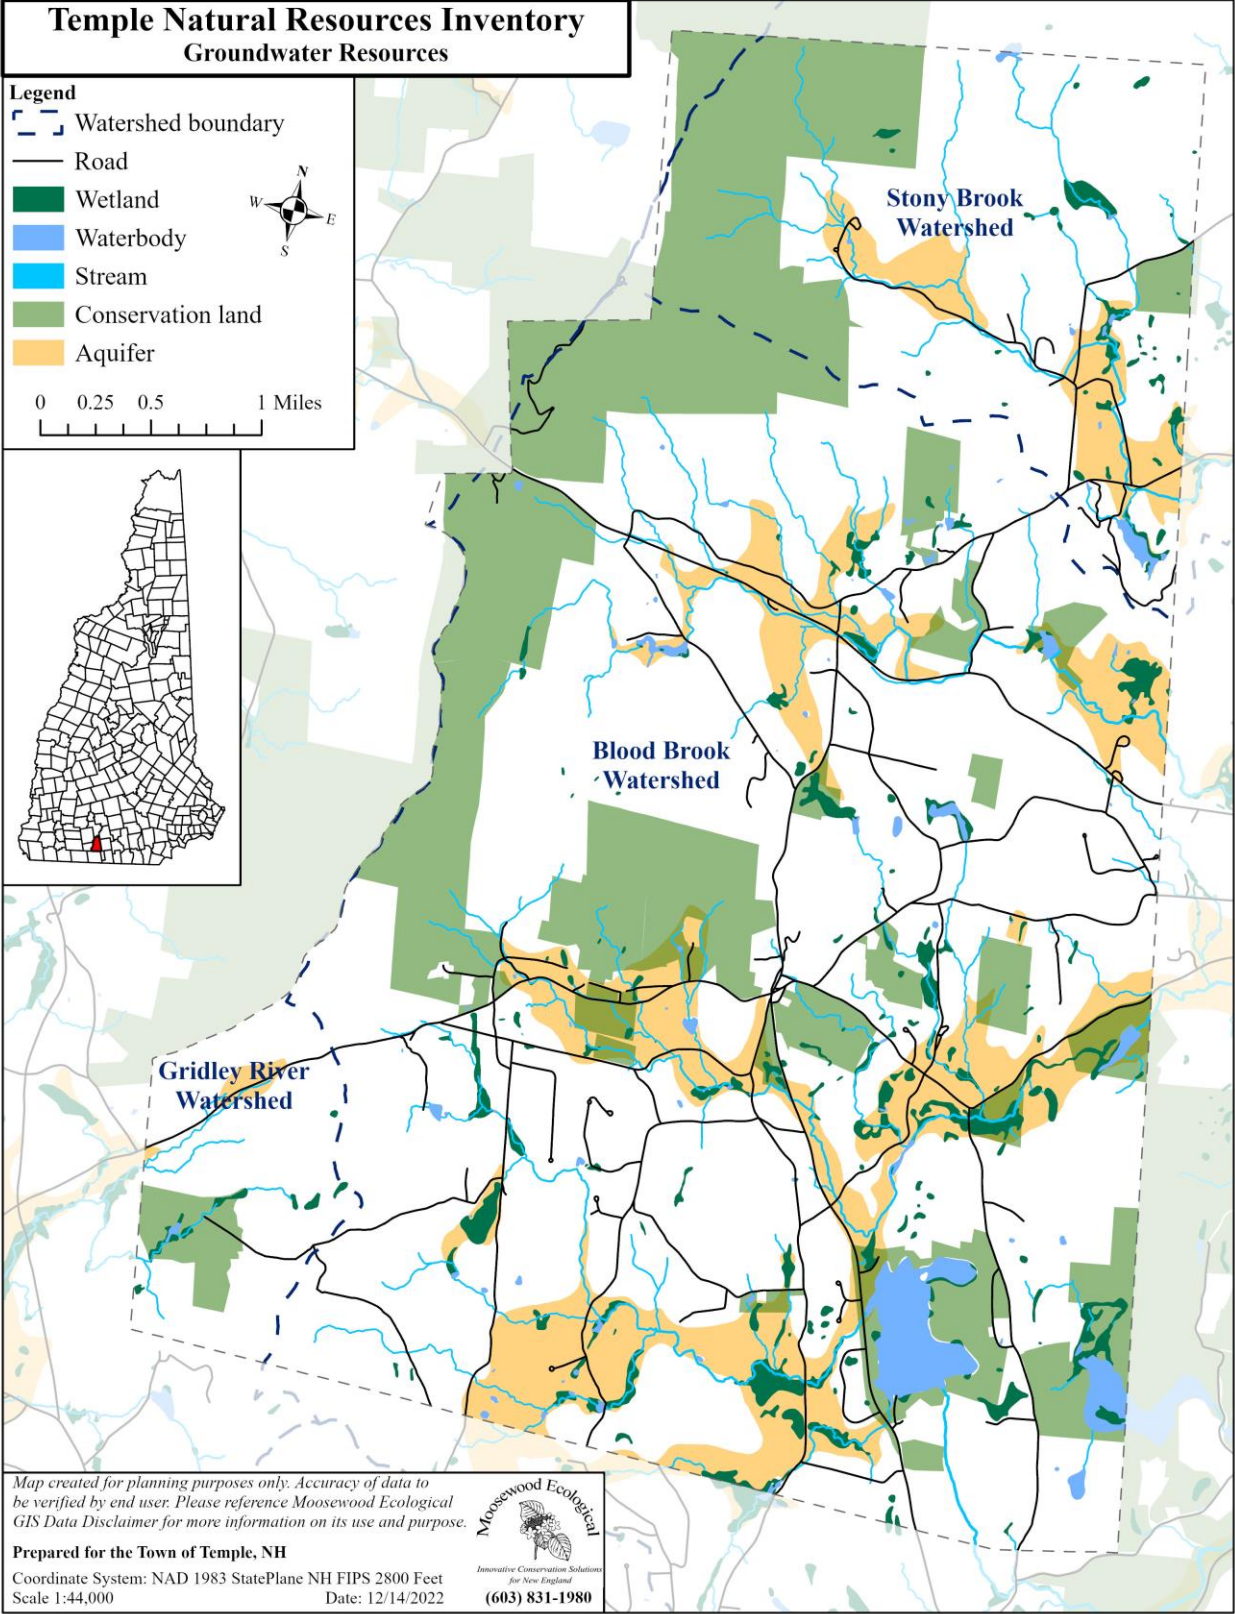 Temple Natural Resources Inventory
Groundwater Resources
Legend
Watershed boundary
Road
Wetland
Waterbody
Stream
Conservation land
Aquifer
N
W
E
S
0 0.25 0.5 1 Miles
Stony Brook
Watershed
Blood Brook
Watershed
Gridley River
Watershed
Map created for planning purposes only. Accuracy of data to
be verified by end user. Please reference Moosewood Ecological
GIS Data Disclaimer for more information on its use and purpose.
Prepared for the Town of Temple, NH
Coordinate System: NAD 1983 StatePlane NH FIPS 2800 Feet
Scale 1:44,000 Date: 12/14/2022
Moosewood Ecological
Innovative Conservation Solutions
for New England
(603) 831-1980